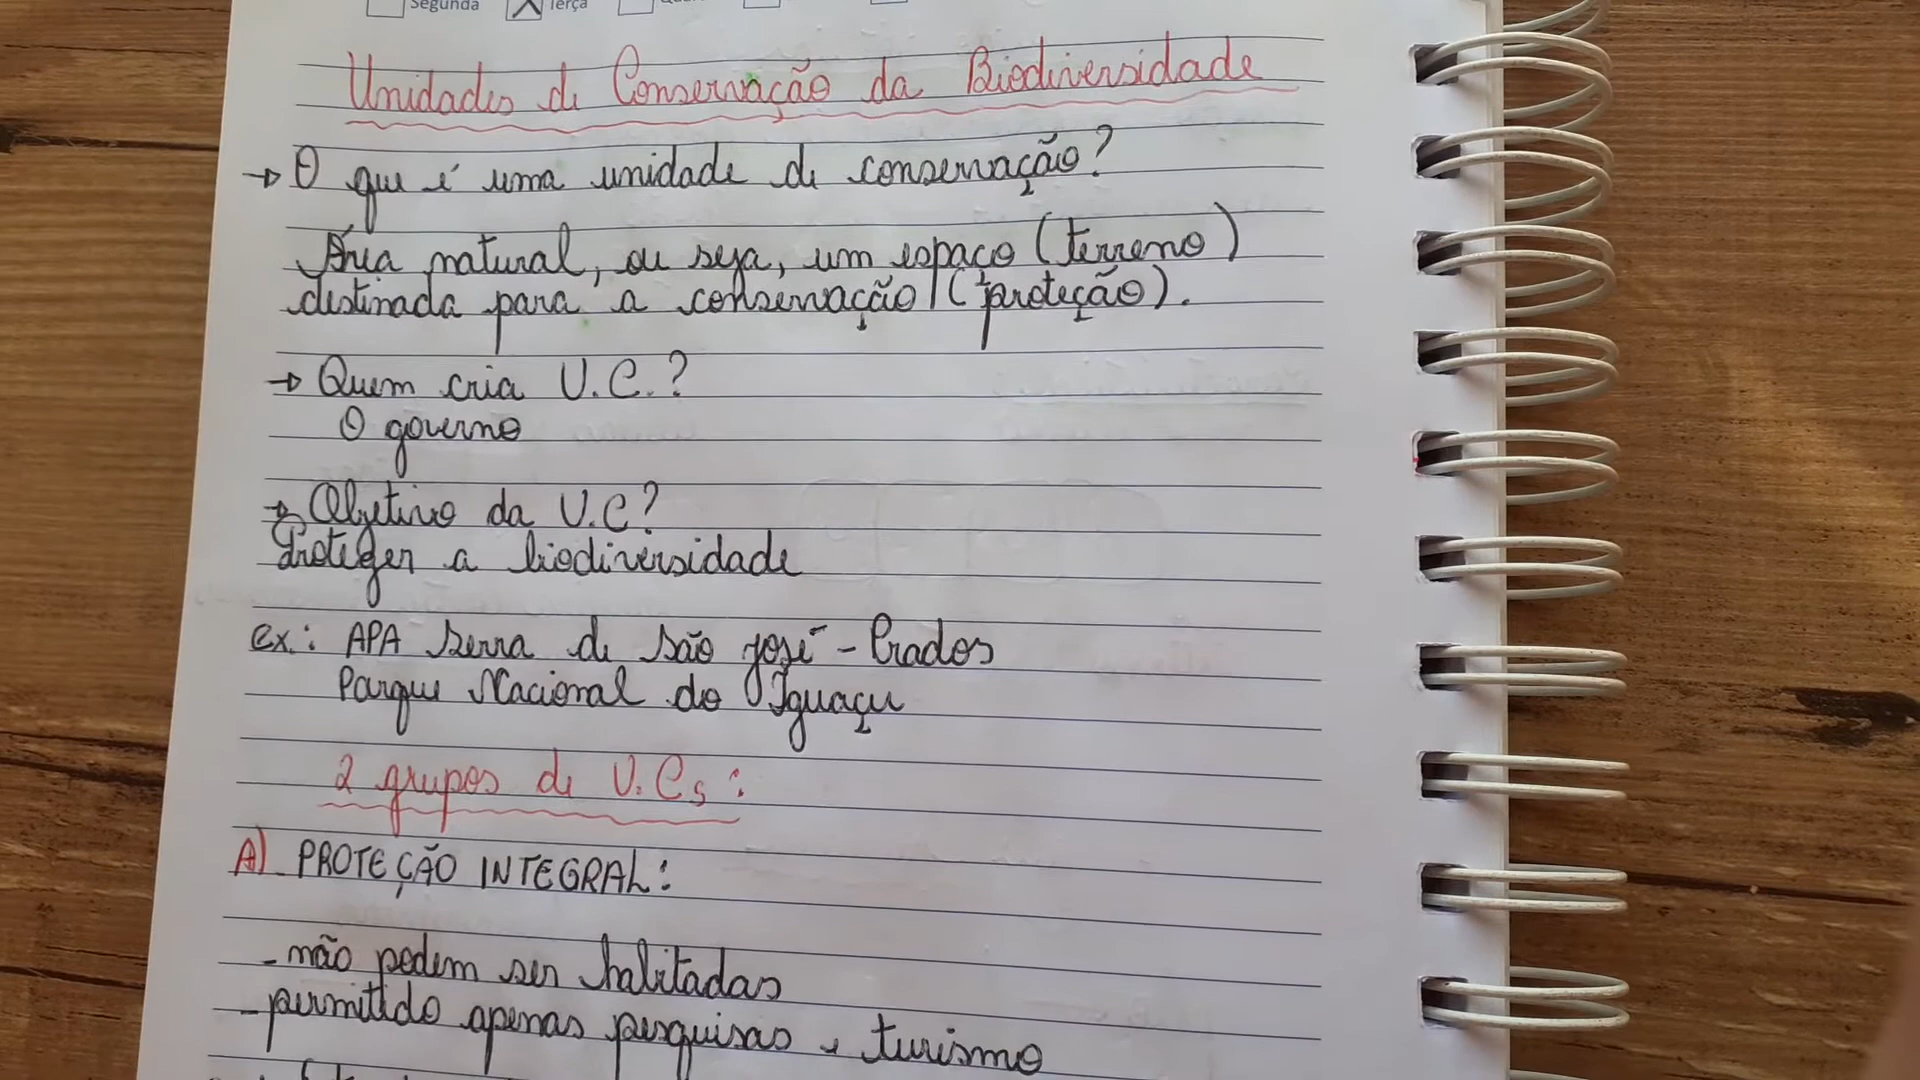 Segunda Terça
Unidades de Conservação da Biodiversidade
→ O que é uma unidade de conservação?
Área natural, ou seja, um espaço (terreno)
destinada para a conservação (proteção).
→ Quem cria U.C.?
O governo
→ Objetivo da U.C?
Proteger a biodiversidade
Ex.: APA Serra de São José - Prados
Parque Nacional do Iguaçu
2 grupos de U.Cs:
A) PROTEÇÃO INTEGRAL:
- não podem ser habitadas
- permitido apenas pesquisas e turismo